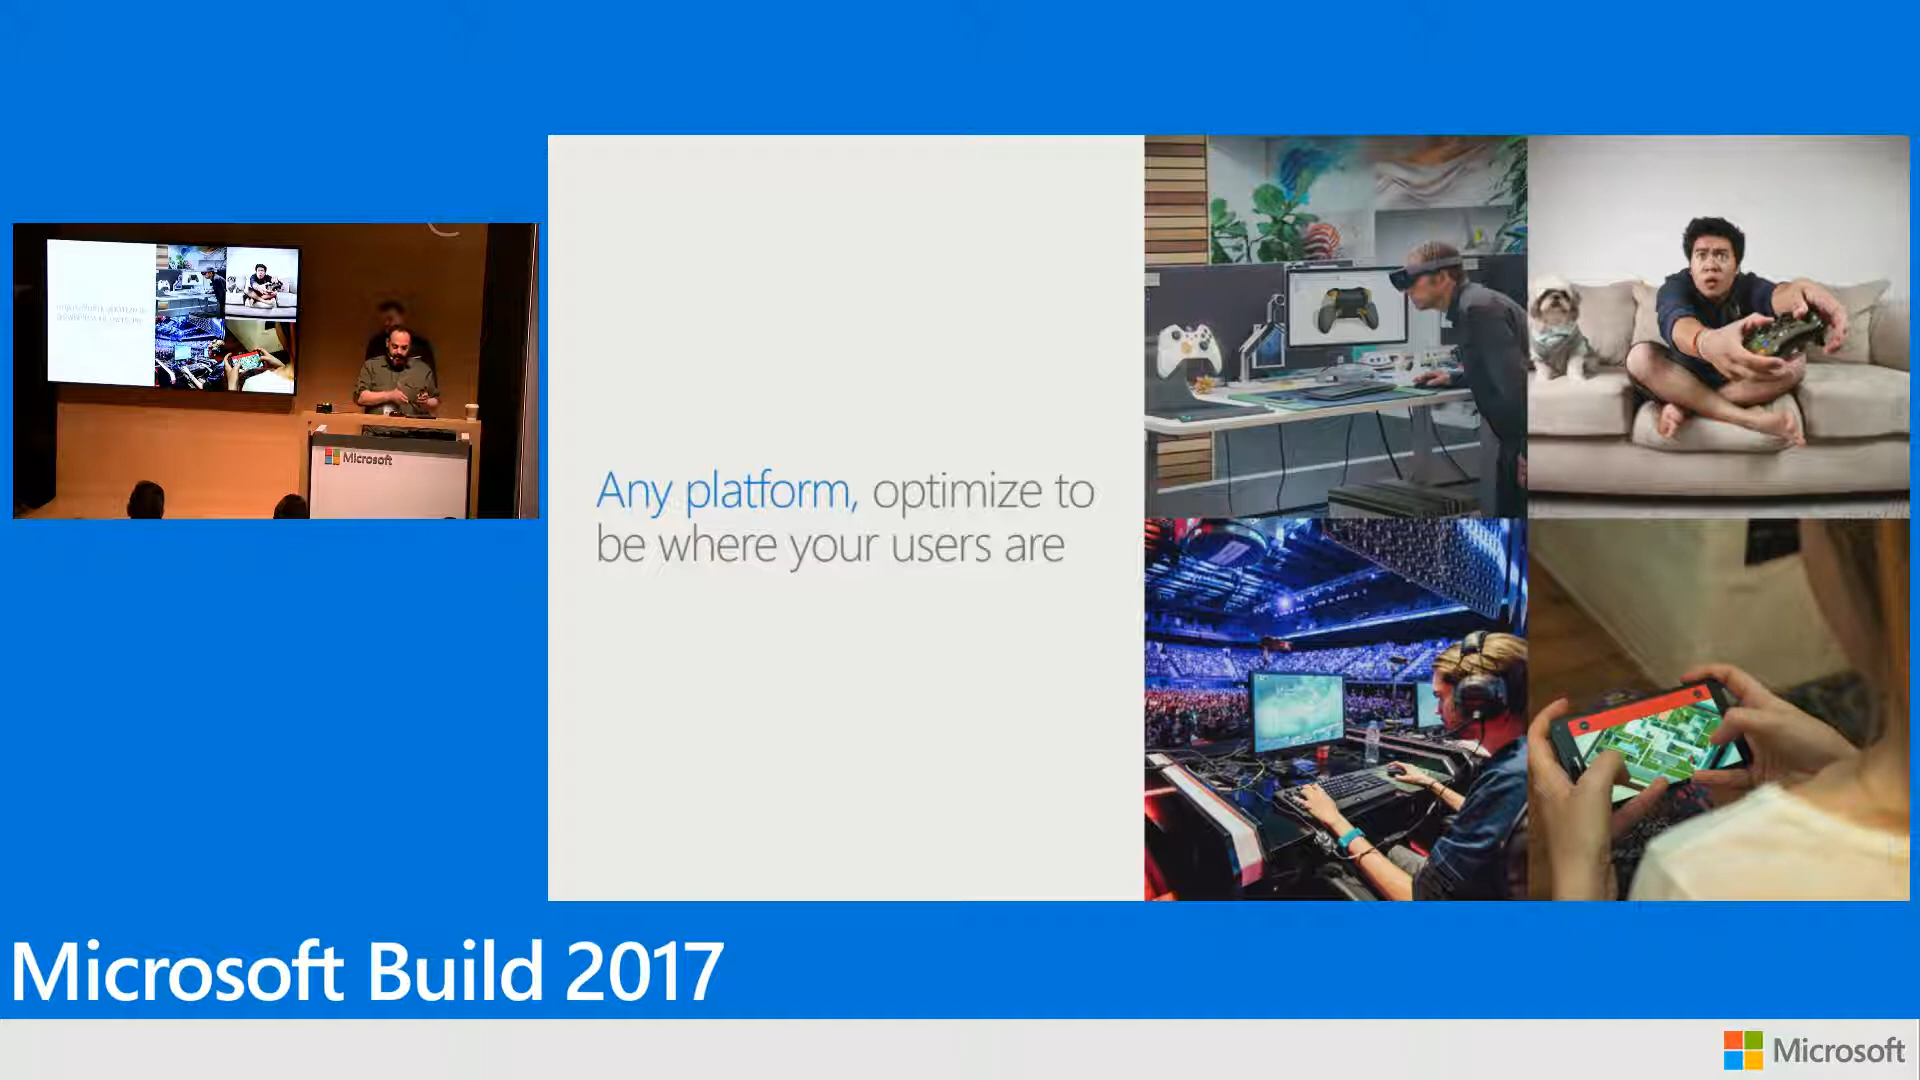 Any platform, optimize to
be where your users are
Microsoft
Microsoft Build 2017
Microsoft